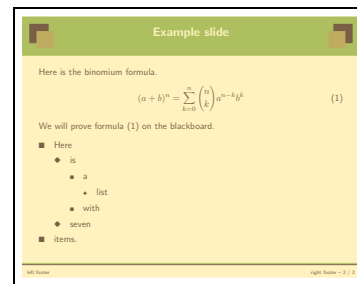 Example slide
Here is the binomium formula.
(a + b)^n = \sum_{k=0}^{n} \binom{n}{k} a^{n-k} b^k (1)
We will prove formula (1) on the blackboard.
■ Here
◆ is
■ a
• list
■ with
◆ seven
■ items.
left footer right footer – 2 / 2